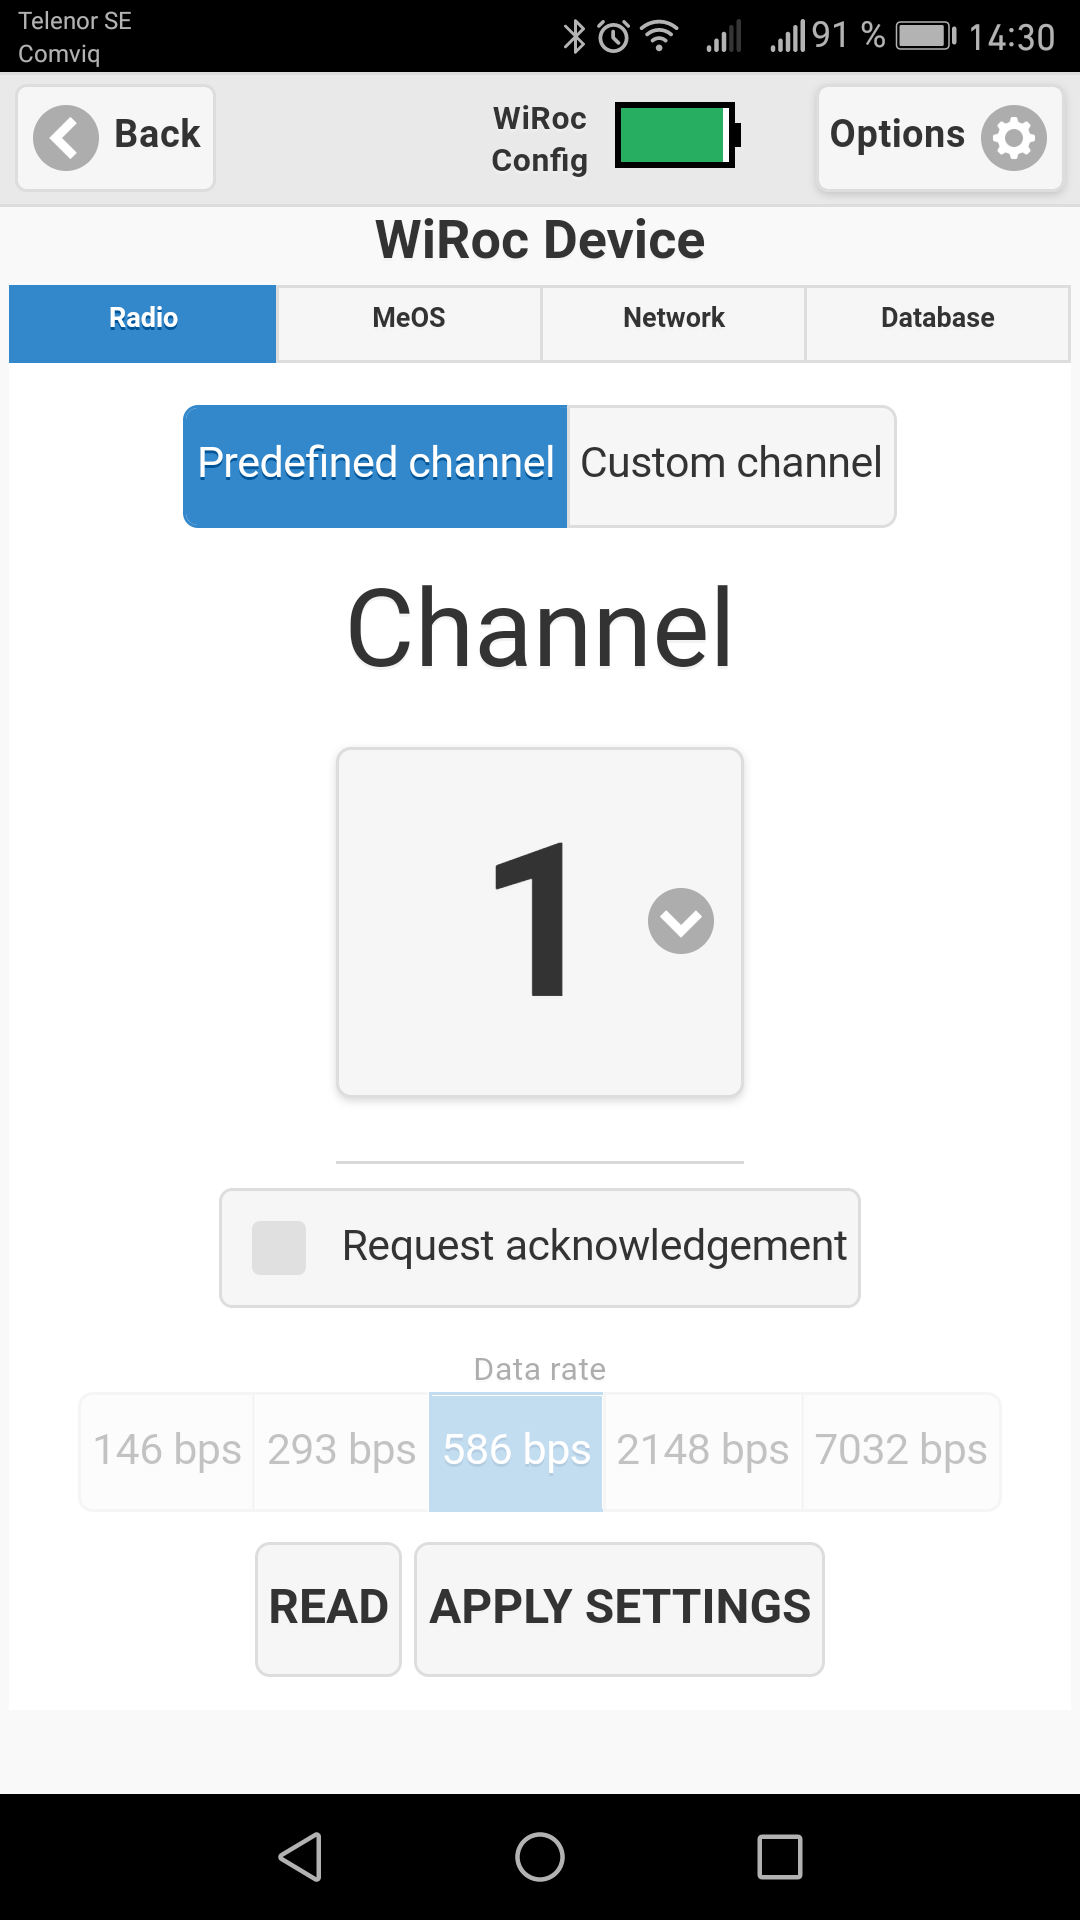 Telenor SE
Comviq
91 %
14:30
Back
WiRoc
Config
Options
WiRoc Device
Radio
MeOS
Network
Database
Predefined channel
Custom channel
Channel
1
Request acknowledgement
Data rate
146 bps
293 bps
586 bps
2148 bps
7032 bps
READ
APPLY SETTINGS